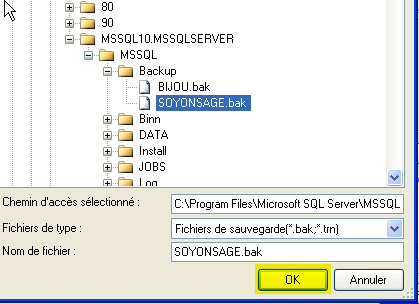 80
90
MSSQL10.MSSQLSERVER
MSSQL
Backup
BIJOU.bak
SOYONSAGE.bak
Binn
DATA
Install
JOBS
Log
Chemin d'accès sélectionné :
C:\Program Files\Microsoft SQL Server\MSSQL
Fichiers de type :
Fichiers de sauvegarde(*.bak;*.trn)
Nom de fichier :
SOYONSAGE.bak
OK
Annuler